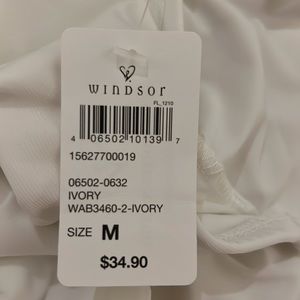 WINDSOR
FL_1210
4 06502 10139 7
15627700019
06502-0632
IVORY
WAB3460-2-IVORY
SIZE M
$34.90